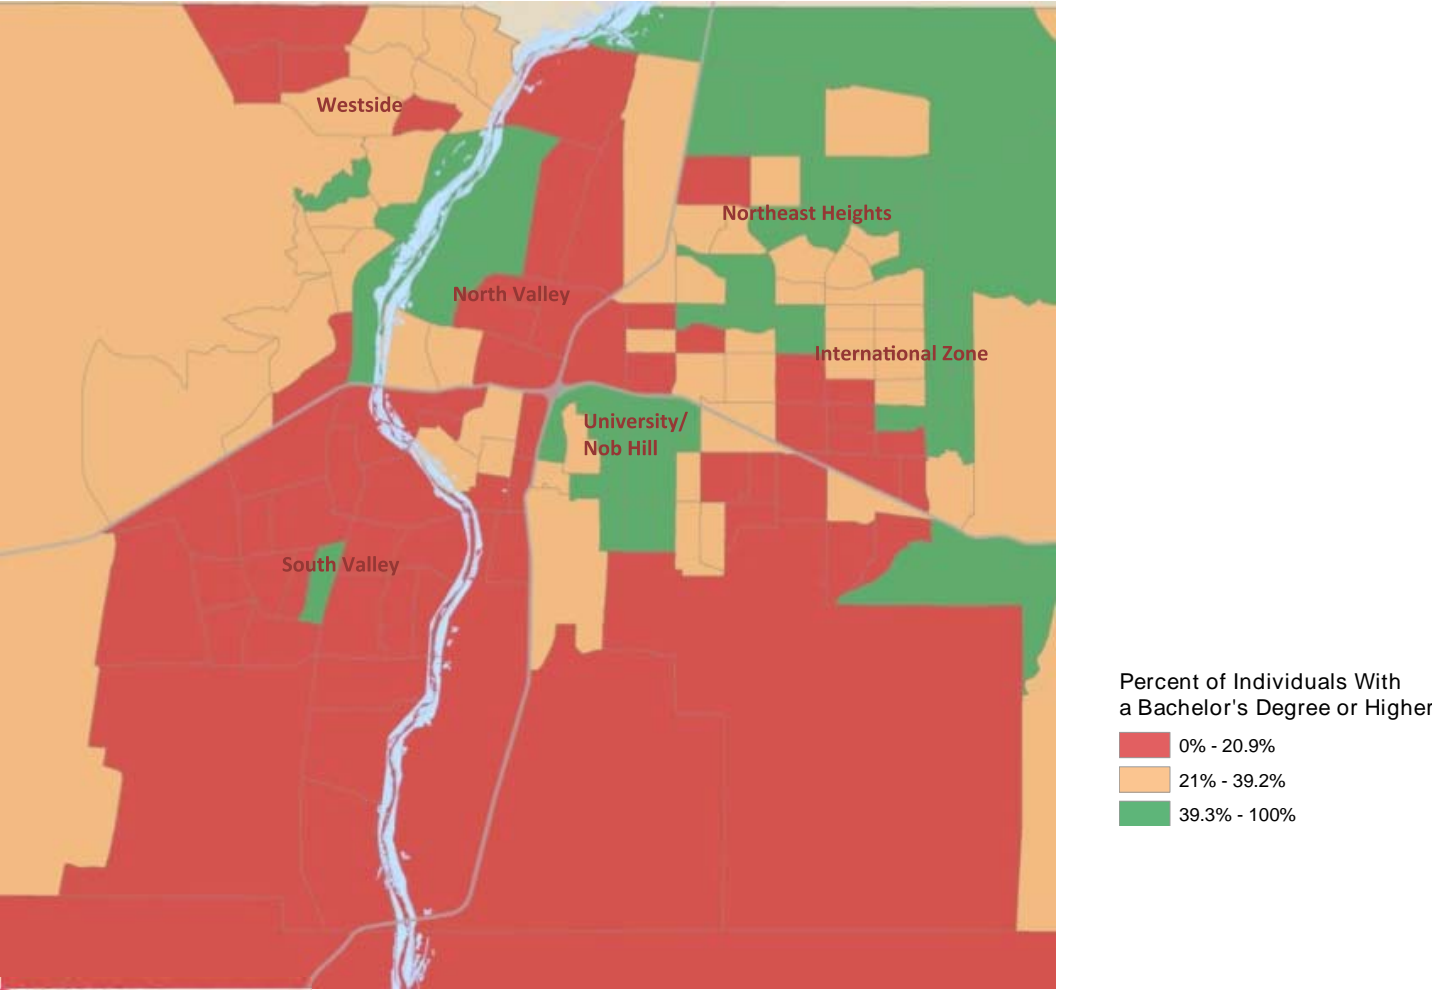 Westside
Northeast Heights
North Valley
International Zone
University/
Nob Hill
South Valley
Percent of Individuals With
a Bachelor's Degree or Higher
0% - 20.9%
21% - 39.2%
39.3% - 100%